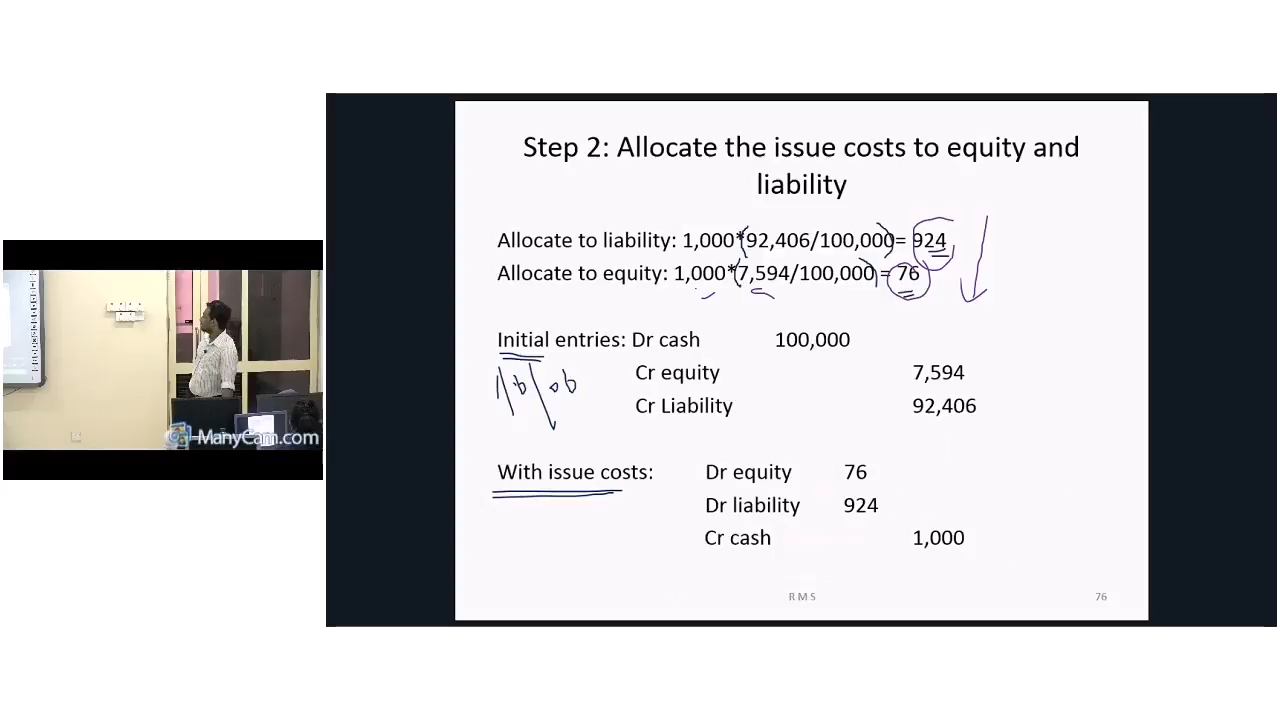 Step 2: Allocate the issue costs to equity and
liability
Allocate to liability: 1,000*92,406/100,000= 924
Allocate to equity: 1,000*7,594/100,000 = 76
Initial entries: Dr cash 100,000
Cr equity 7,594
Cr Liability 92,406
With issue costs: Dr equity 76
Dr liability 924
Cr cash 1,000
R M S 76
ManyCam.com